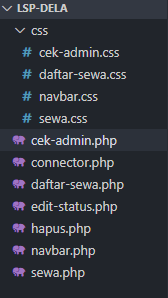 LSP-DELA
css
# cek-admin.css
# daftar-sewa.css
# navbar.css
# sewa.css
cek-admin.php
connector.php
daftar-sewa.php
edit-status.php
hapus.php
navbar.php
sewa.php